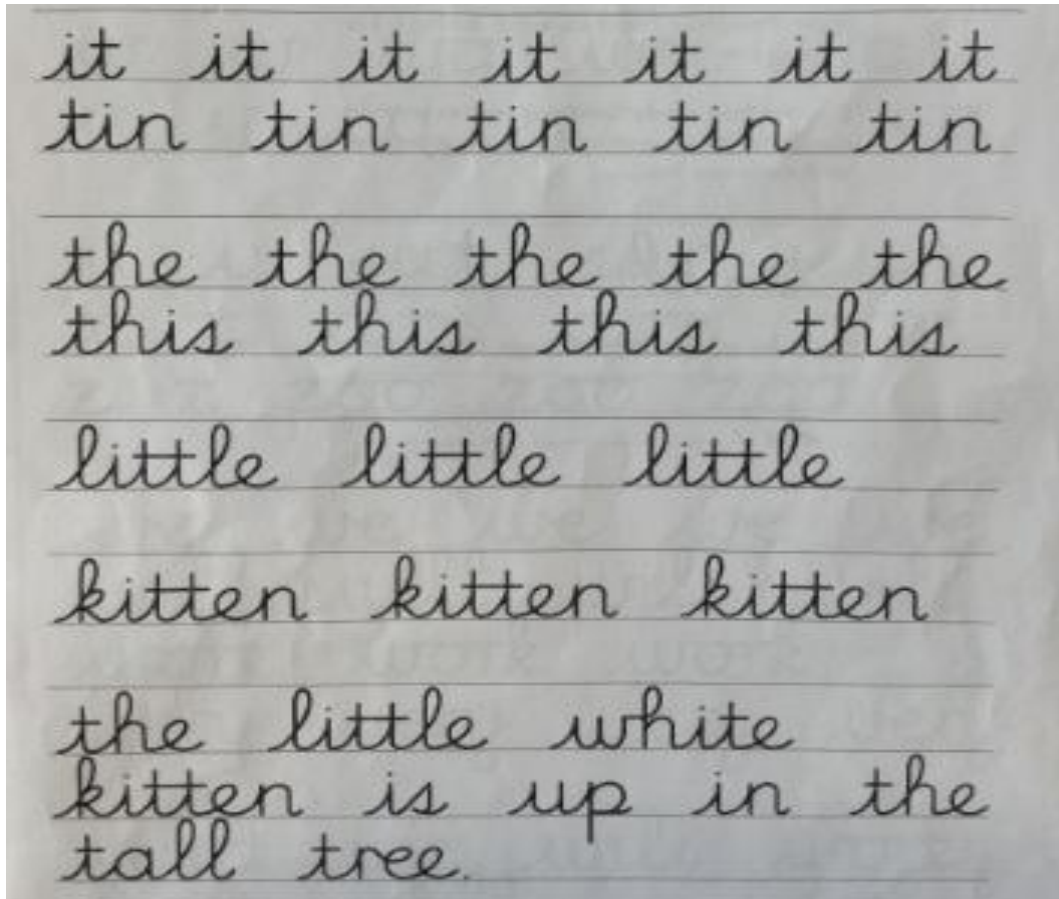 it it it it it it it
tin tin tin tin tin
the the the the the
this this this this
little little little
kitten kitten kitten
the little white
kitten is up in the
tall tree.